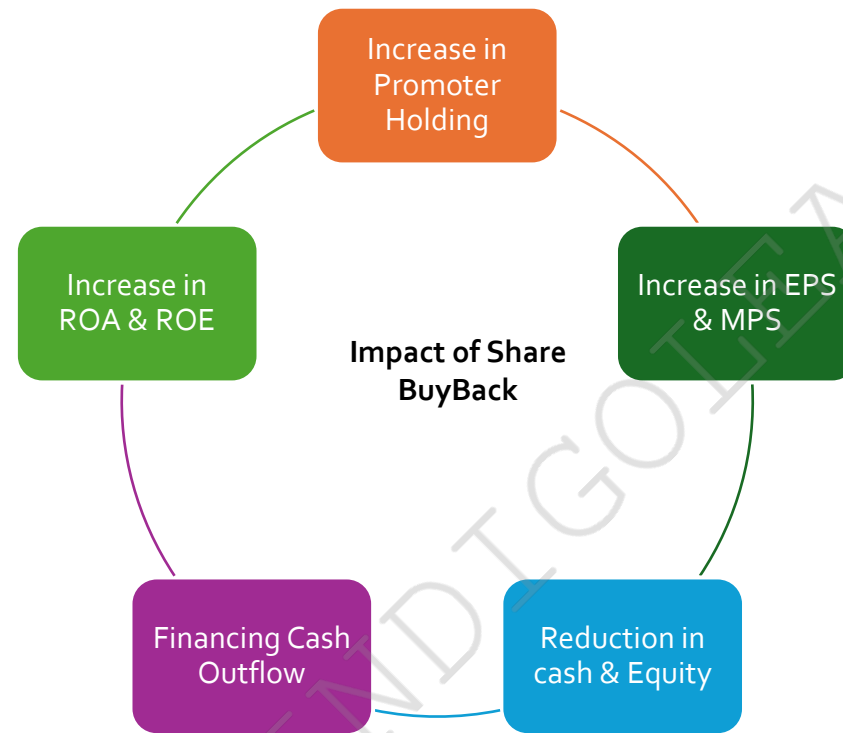 Increase in
Promoter
Holding
Increase in EPS
& MPS
Reduction in
cash & Equity
Financing Cash
Outflow
Increase in
ROA & ROE
Impact of Share
BuyBack